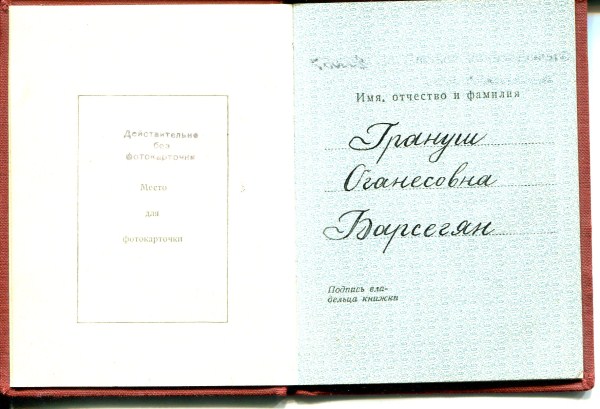 Действительно
без
фотокарточки
Место
для
фотокарточки
Имя, отчество и фамилия
Грануш
Оганесовна
Барсегян
Подпись вла-
дельца книжки